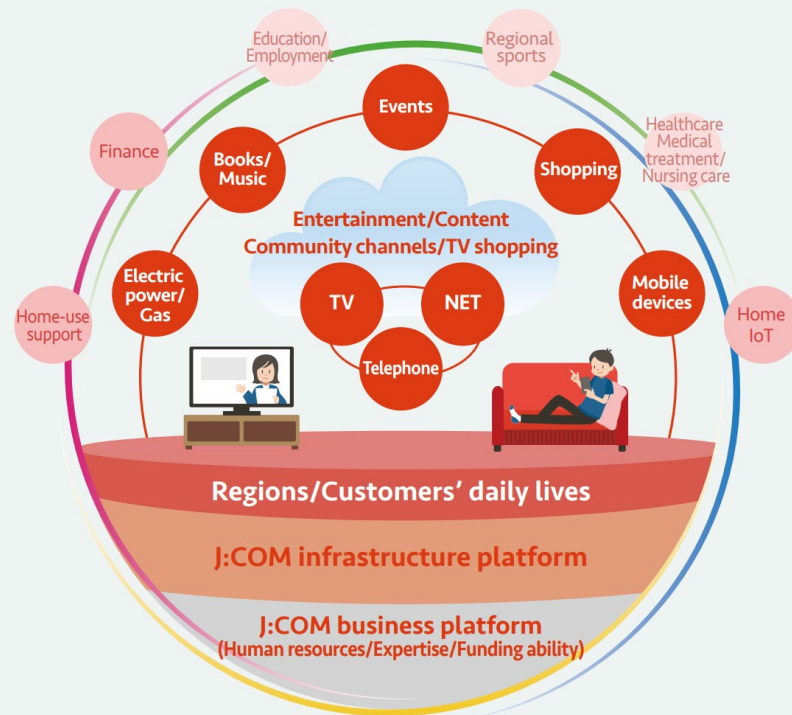 Education/
Employment
Regional
sports
Events
Finance
Healthcare
Medical
treatment/
Nursing care
Books/
Music
Shopping
Entertainment/Content
Community channels/TV shopping
Electric
power/
Gas
TV
NET
Mobile
devices
Home-use
support
Home
IoT
Telephone
Regions/Customers’ daily lives
J:COM infrastructure platform
J:COM business platform
(Human resources/Expertise/Funding ability)